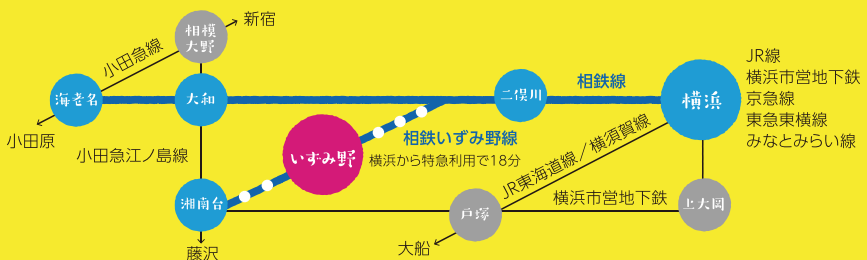 新宿
相模
大野
小田急線
JR線
横浜市営地下鉄
京急線
東急東横線
みなとみらい線
海老名
大和
二俣川
相鉄線
横浜
小田原
小田急江ノ島線
いずみ野
相鉄いずみ野線
横浜から特急利用で18分
JR東海道線/横須賀線
湘南台
戸塚
横浜市営地下鉄
上大岡
藤沢
大船